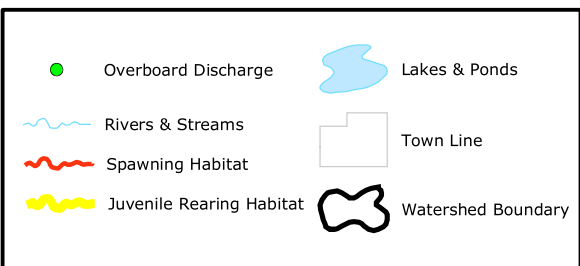 Overboard Discharge
Rivers & Streams
Spawning Habitat
Juvenile Rearing Habitat
Lakes & Ponds
Town Line
Watershed Boundary